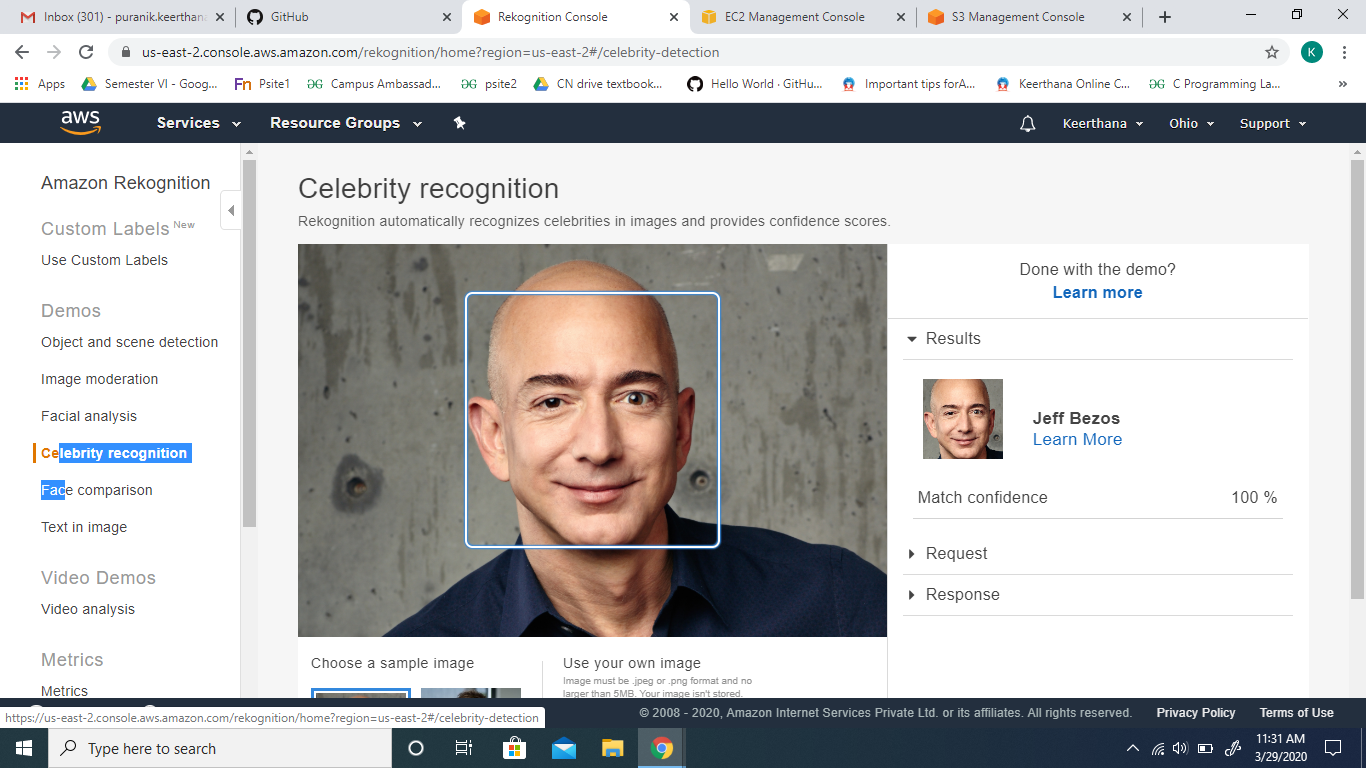 Inbox (301) - puranik.keerthana
GitHub
Rekognition Console
EC2 Management Console
S3 Management Console
us-east-2.console.aws.amazon.com/rekognition/home?region=us-east-2#/celebrity-detection
K
Apps
Semester VI - Goog...
Fn Psite1
Campus Ambassad...
psite2
CN drive textbook...
Hello World · GitHu...
Important tips forA...
Keerthana Online C...
C Programming La...
»
aws
Services
Resource Groups
Keerthana
Ohio
Support
Amazon Rekognition
Custom Labels New
Use Custom Labels
Demos
Object and scene detection
Image moderation
Facial analysis
Celebrity recognition
Face comparison
Text in image
Video Demos
Video analysis
Metrics
Metrics
Celebrity recognition
Rekognition automatically recognizes celebrities in images and provides confidence scores.
Choose a sample image
Use your own image
Image must be .jpeg or .png format and no
larger than 5MB. Your image isn't stored.
Done with the demo?
Learn more
Results
Jeff Bezos
Learn More
Match confidence 100 %
Request
Response
https://us-east-2.console.aws.amazon.com/rekognition/home?region=us-east-2#/celebrity-detection
© 2008 - 2020, Amazon Internet Services Private Ltd. or its affiliates. All rights reserved.
Privacy Policy
Terms of Use
Type here to search
11:31 AM
3/29/2020